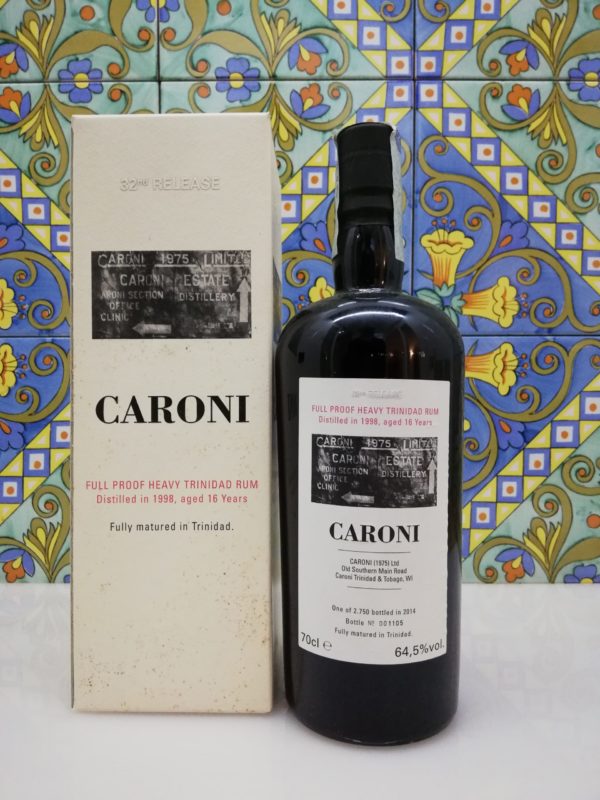 32nd RELEASE
CARONI 1975 LIMITE
CARONI ESTATE
ARONI SECTION DISTILLERY
OFFICE
CLINIC
CARONI
FULL PROOF HEAVY TRINIDAD RUM
Distilled in 1998, aged 16 Years
Fully matured in Trinidad.
32nd RELEASE
FULL PROOF HEAVY TRINIDAD RUM
Distilled in 1998, aged 16 Years
CARONI 1975 LIMITE
CARONI ESTATE
ARONI SECTION DISTILLERY
OFFICE
CLINIC
CARONI
CARONI (1975) Ltd
Old Southern Main Road
Caroni Trinidad & Tobago, WI
One of 2.750 bottled in 2014
Bottle Nº 001105
Fully matured in Trinidad.
70cl e 64,5%vol.